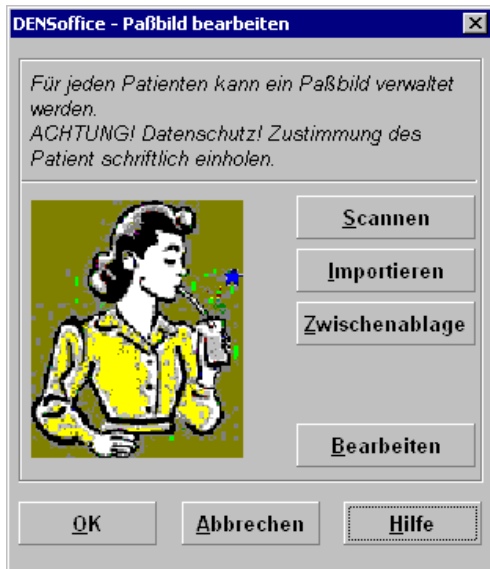 DENSoffice - Paßbild bearbeiten
Für jeden Patienten kann ein Paßbild verwaltet
werden.
ACHTUNG! Datenschutz! Zustimmung des
Patient schriftlich einholen.
Scannen
Importieren
Zwischenablage
Bearbeiten
OK Abbrechen Hilfe